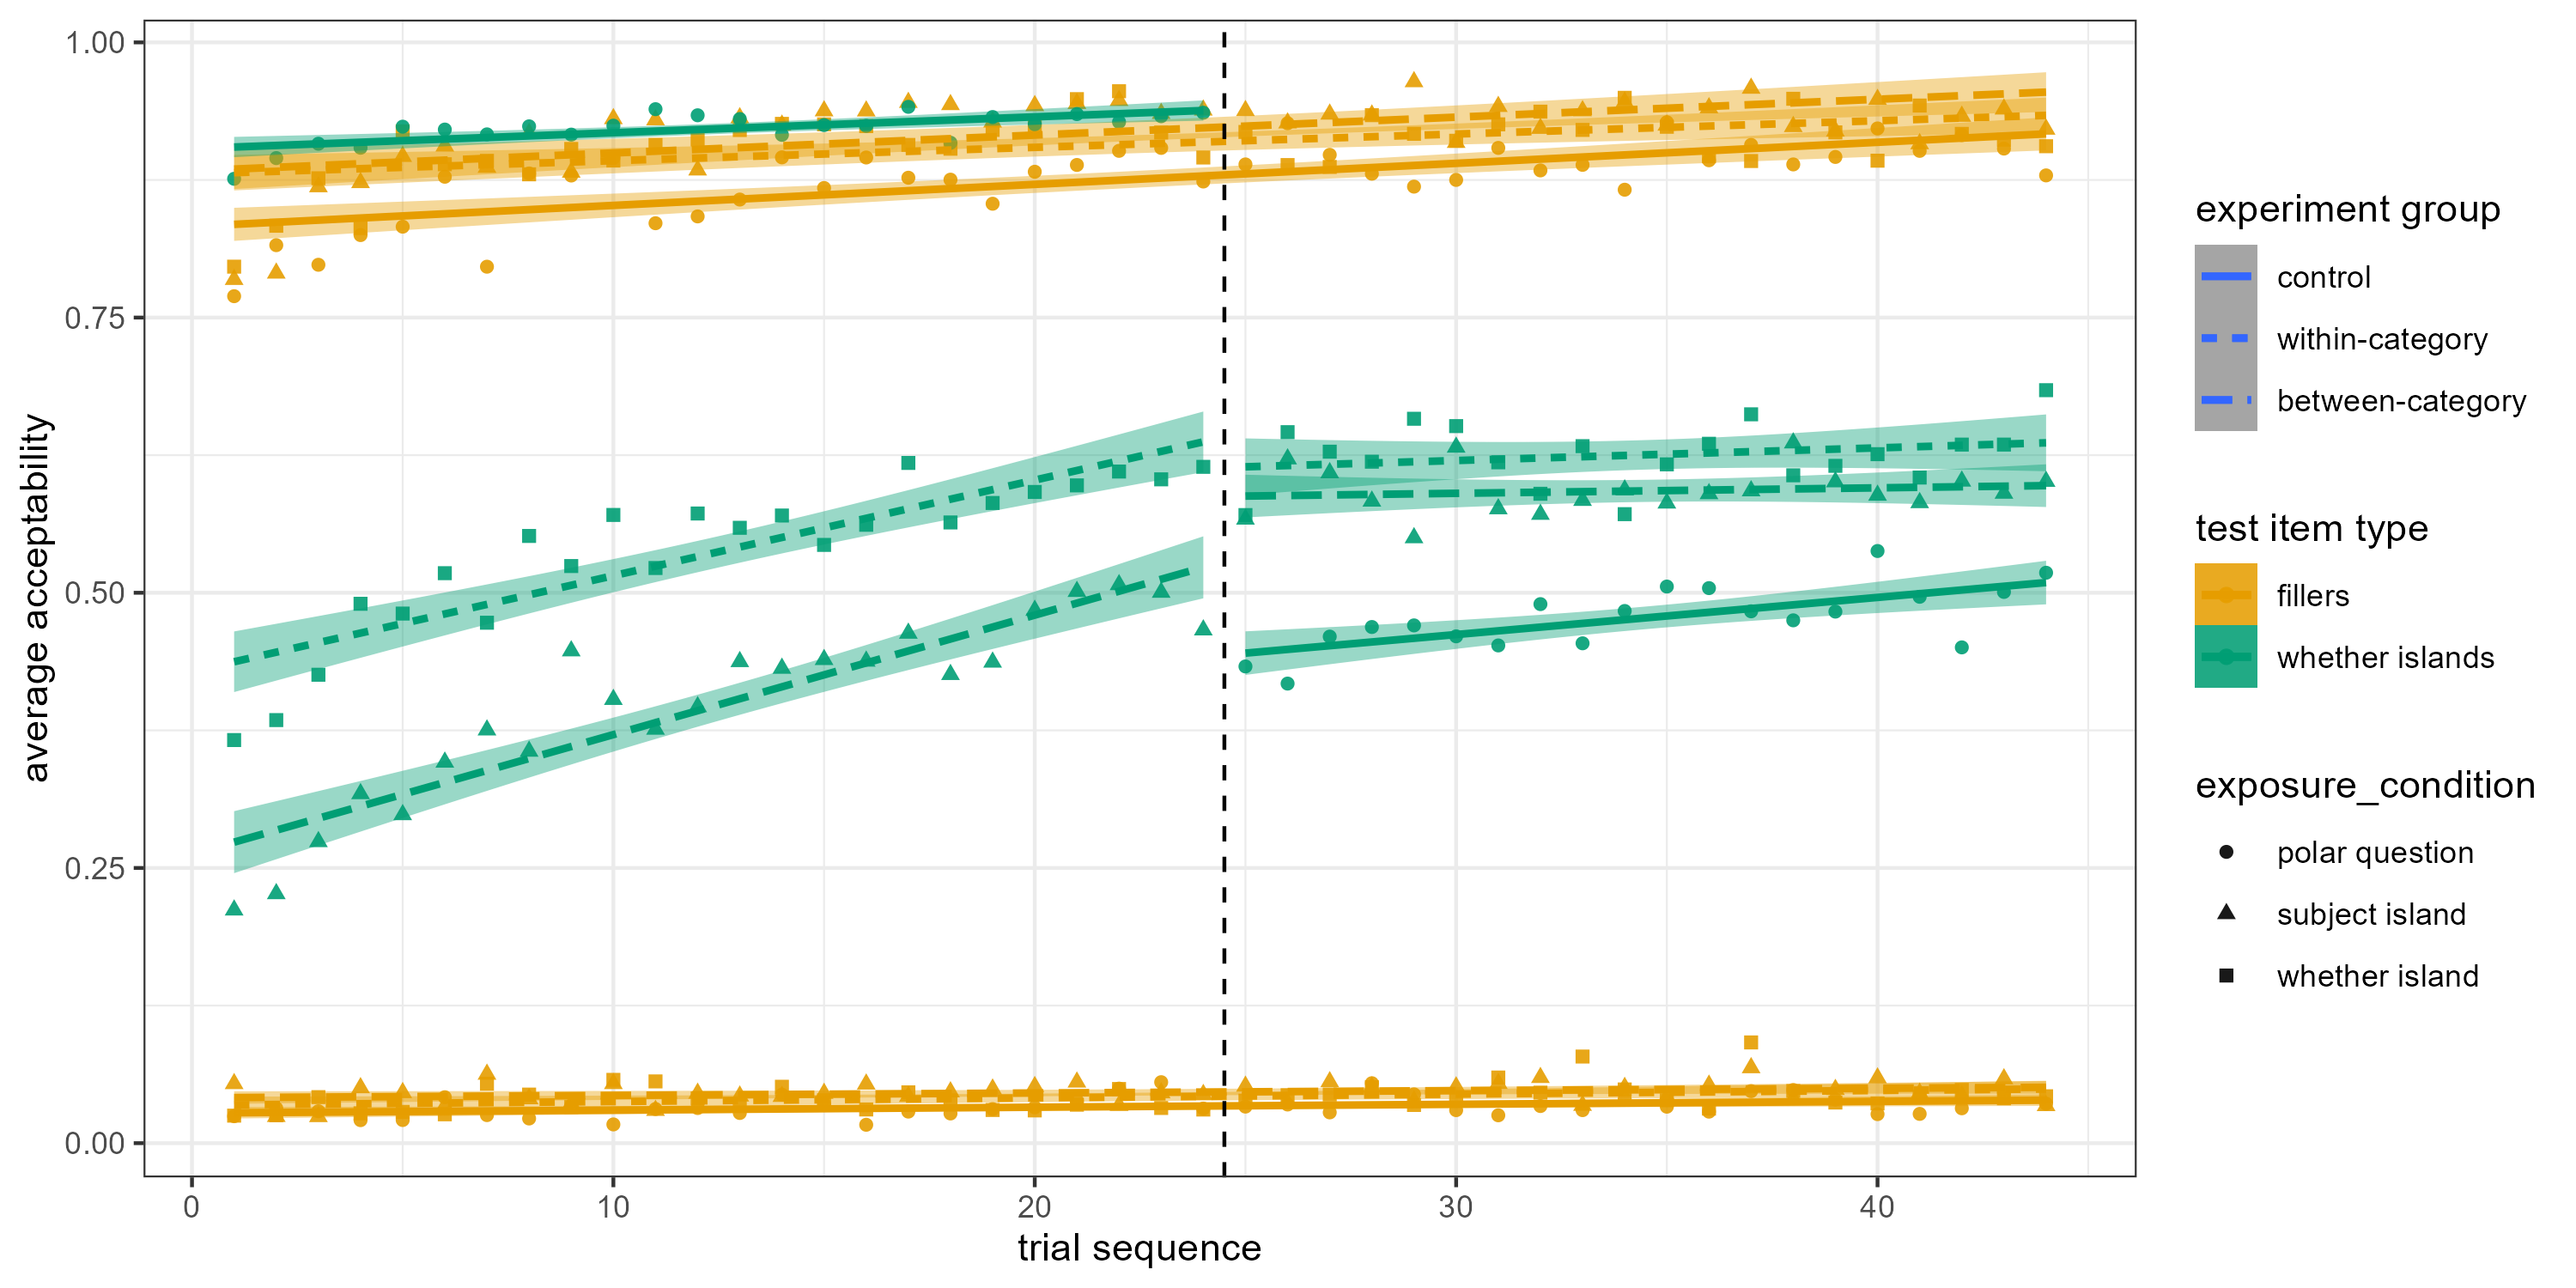 1.00
0.75
0.50
0.25
0.00
average acceptability
0 10 20 30 40
trial sequence
experiment group
control
within-category
between-category
test item type
fillers
whether islands
exposure_condition
polar question
subject island
whether island